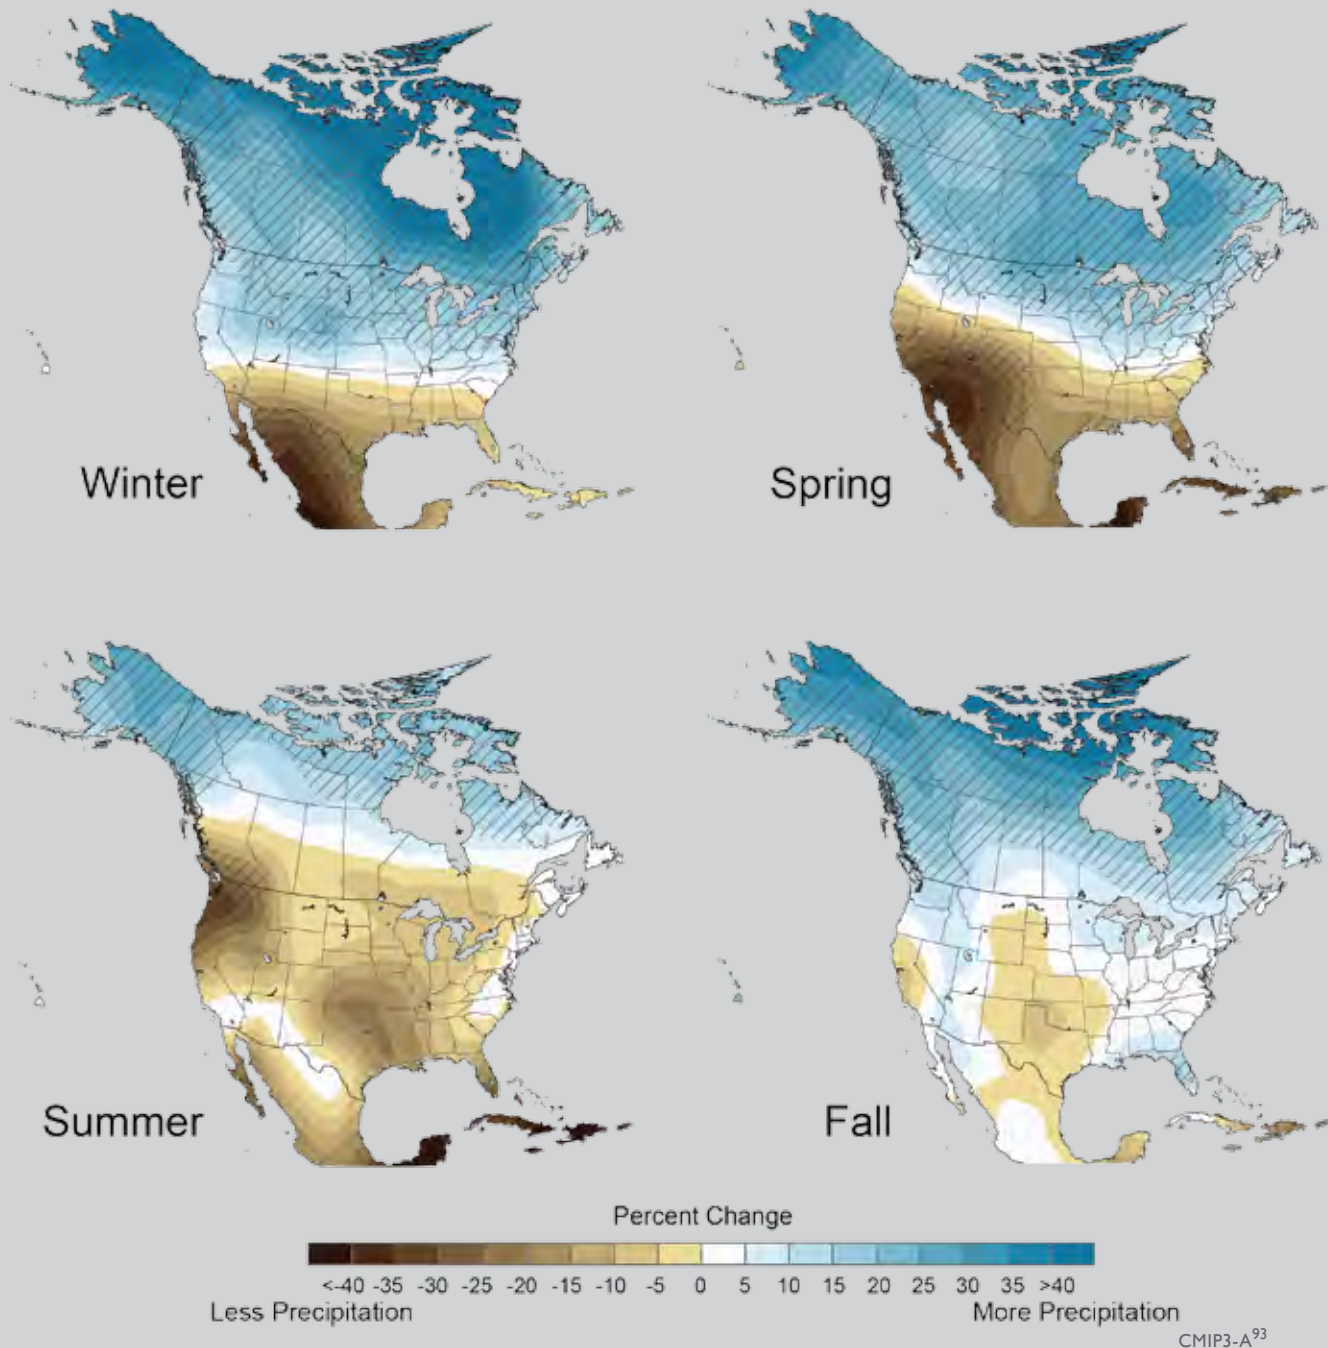 Winter
Spring
Summer
Fall
Percent Change
<-40 -35 -30 -25 -20 -15 -10 -5 0 5 10 15 20 25 30 35 >40
Less Precipitation
More Precipitation
CMIP3-A93